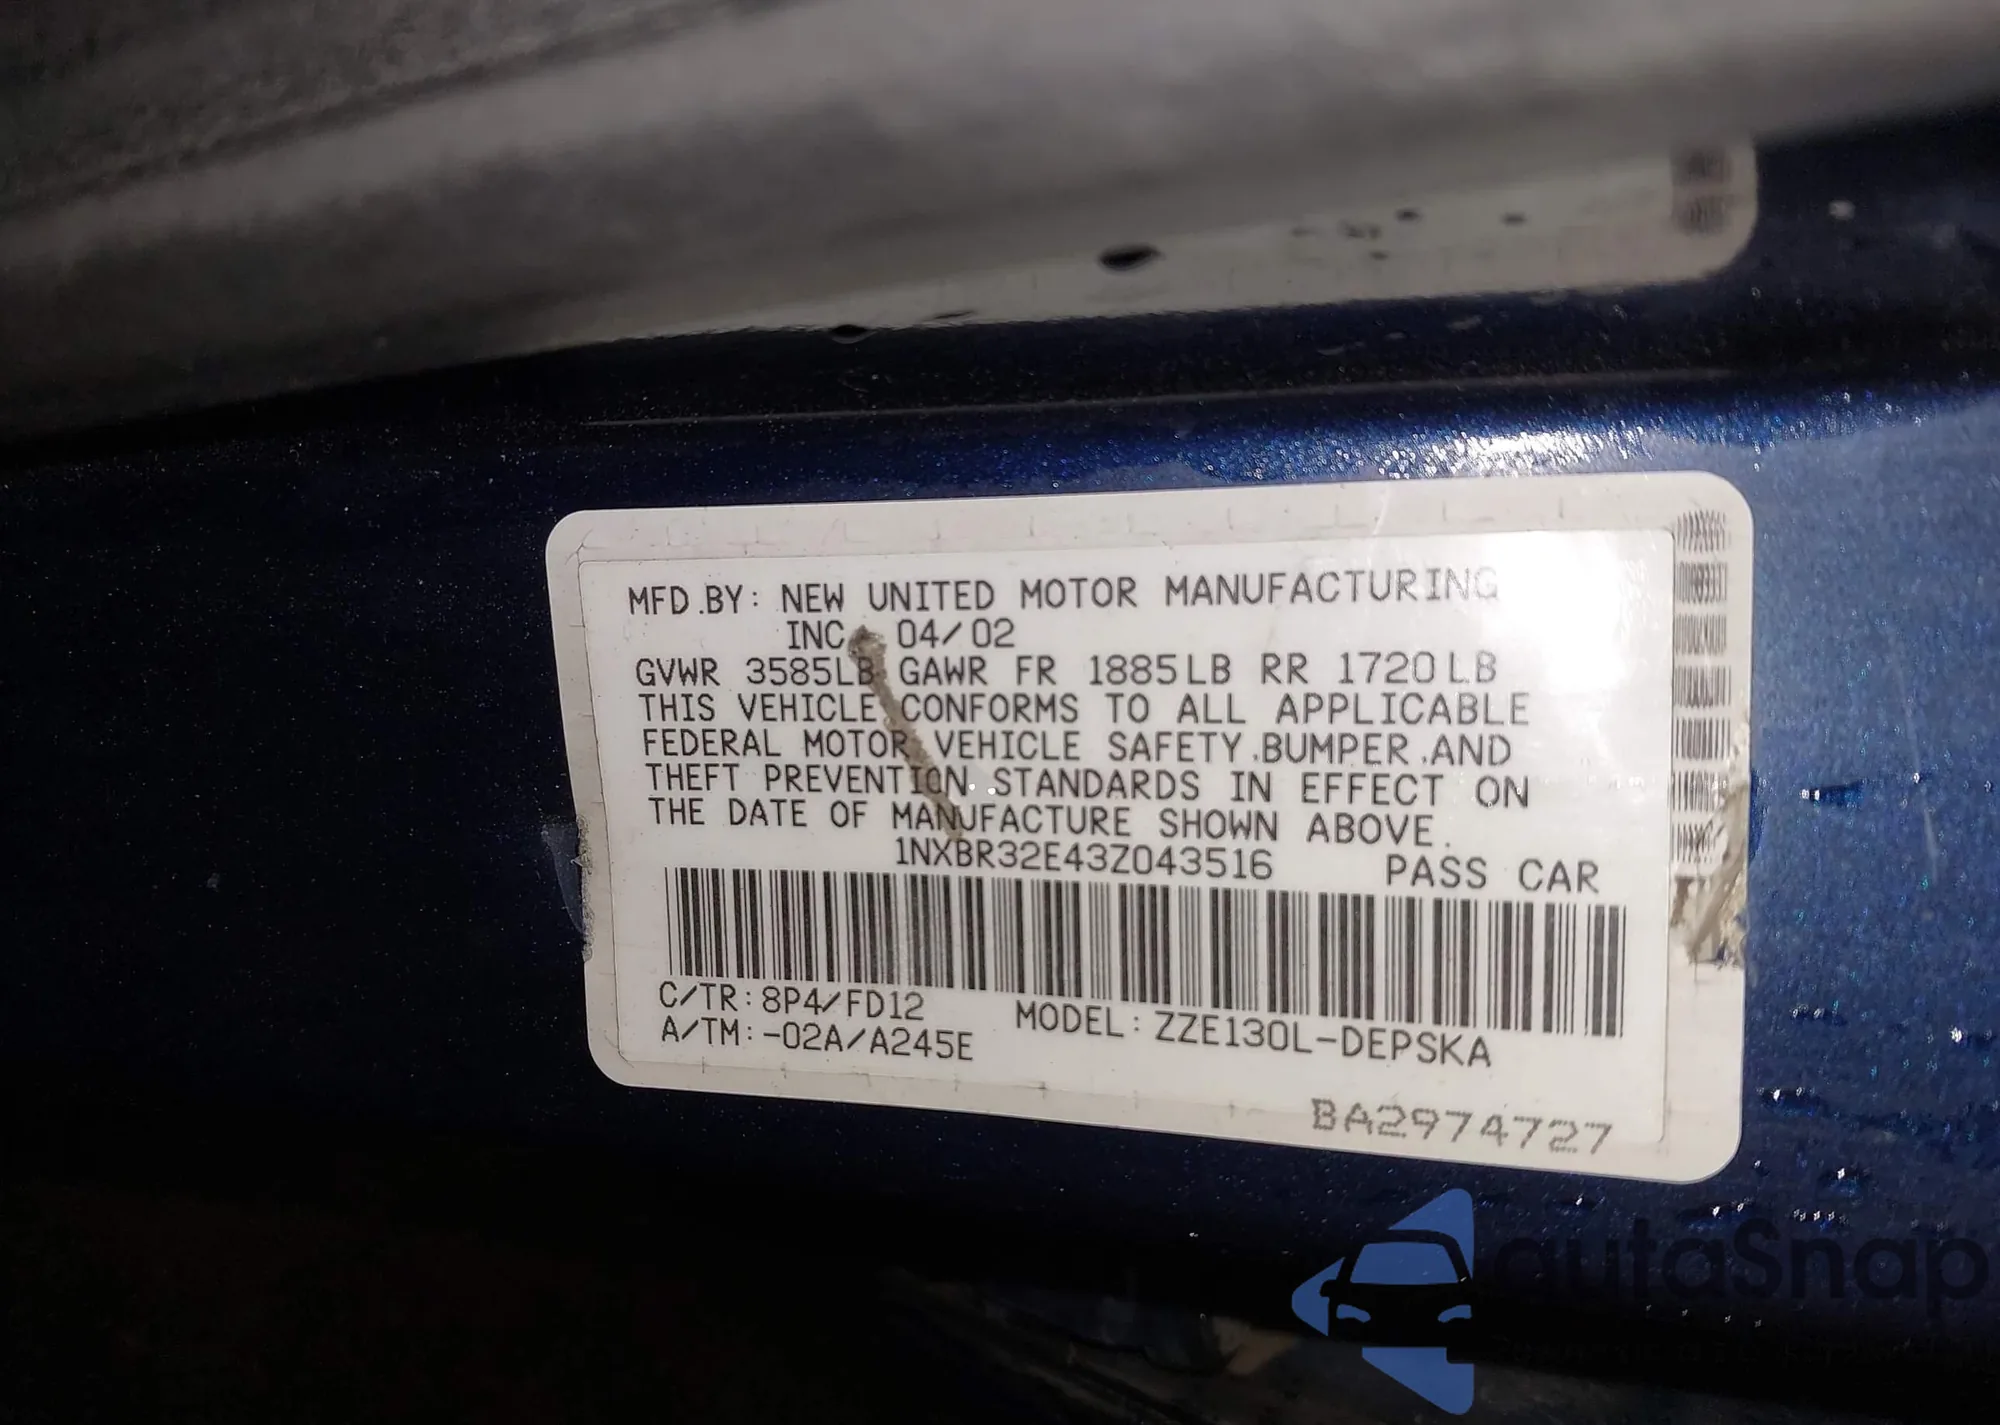 MFD.BY: NEW UNITED MOTOR MANUFACTURING
INC. 04/02
GVWR 3585LB GAWR FR 1885LB RR 1720LB
THIS VEHICLE CONFORMS TO ALL APPLICABLE
FEDERAL MOTOR VEHICLE SAFETY,BUMPER,AND
THEFT PREVENTION STANDARDS IN EFFECT ON
THE DATE OF MANUFACTURE SHOWN ABOVE.
1NXBR32E43Z043516 PASS CAR
C/TR:8P4/FD12
A/TM:-02A/A245E
MODEL:ZZE130L-DEPSKA
BA2974727
autaSnap